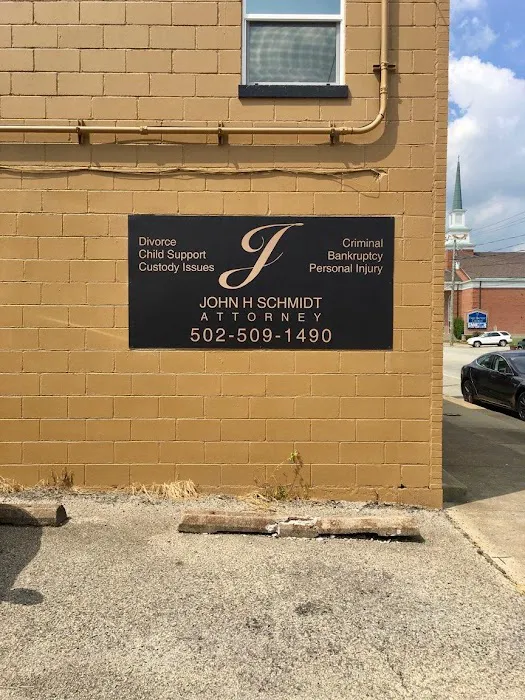 Divorce
Child Support
Custody Issues
J
Criminal
Bankruptcy
Personal Injury
JOHN H SCHMIDT
ATTORNEY
502-509-1490